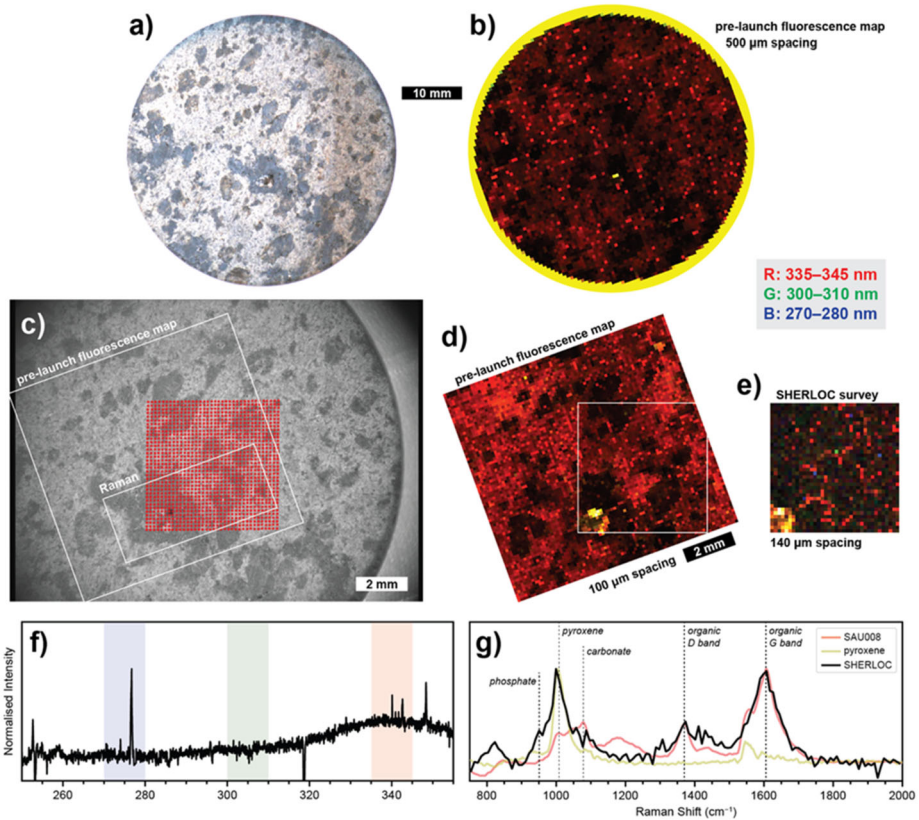 a)
b)
pre-launch fluorescence map
500 µm spacing
10 mm
R: 335–345 nm
G: 300–310 nm
B: 270–280 nm
c)
pre-launch fluorescence map
Raman
2 mm
d)
pre-launch fluorescence map
100 µm spacing
2 mm
e)
SHERLOC survey
140 µm spacing
f)
Normalised Intensity
260
280
300
320
340
g)
phosphate
pyroxene
carbonate
organic
D band
organic
G band
SAU008
pyroxene
SHERLOC
800
1000
1200
1400
1600
1800
2000
Raman Shift (cm⁻¹)